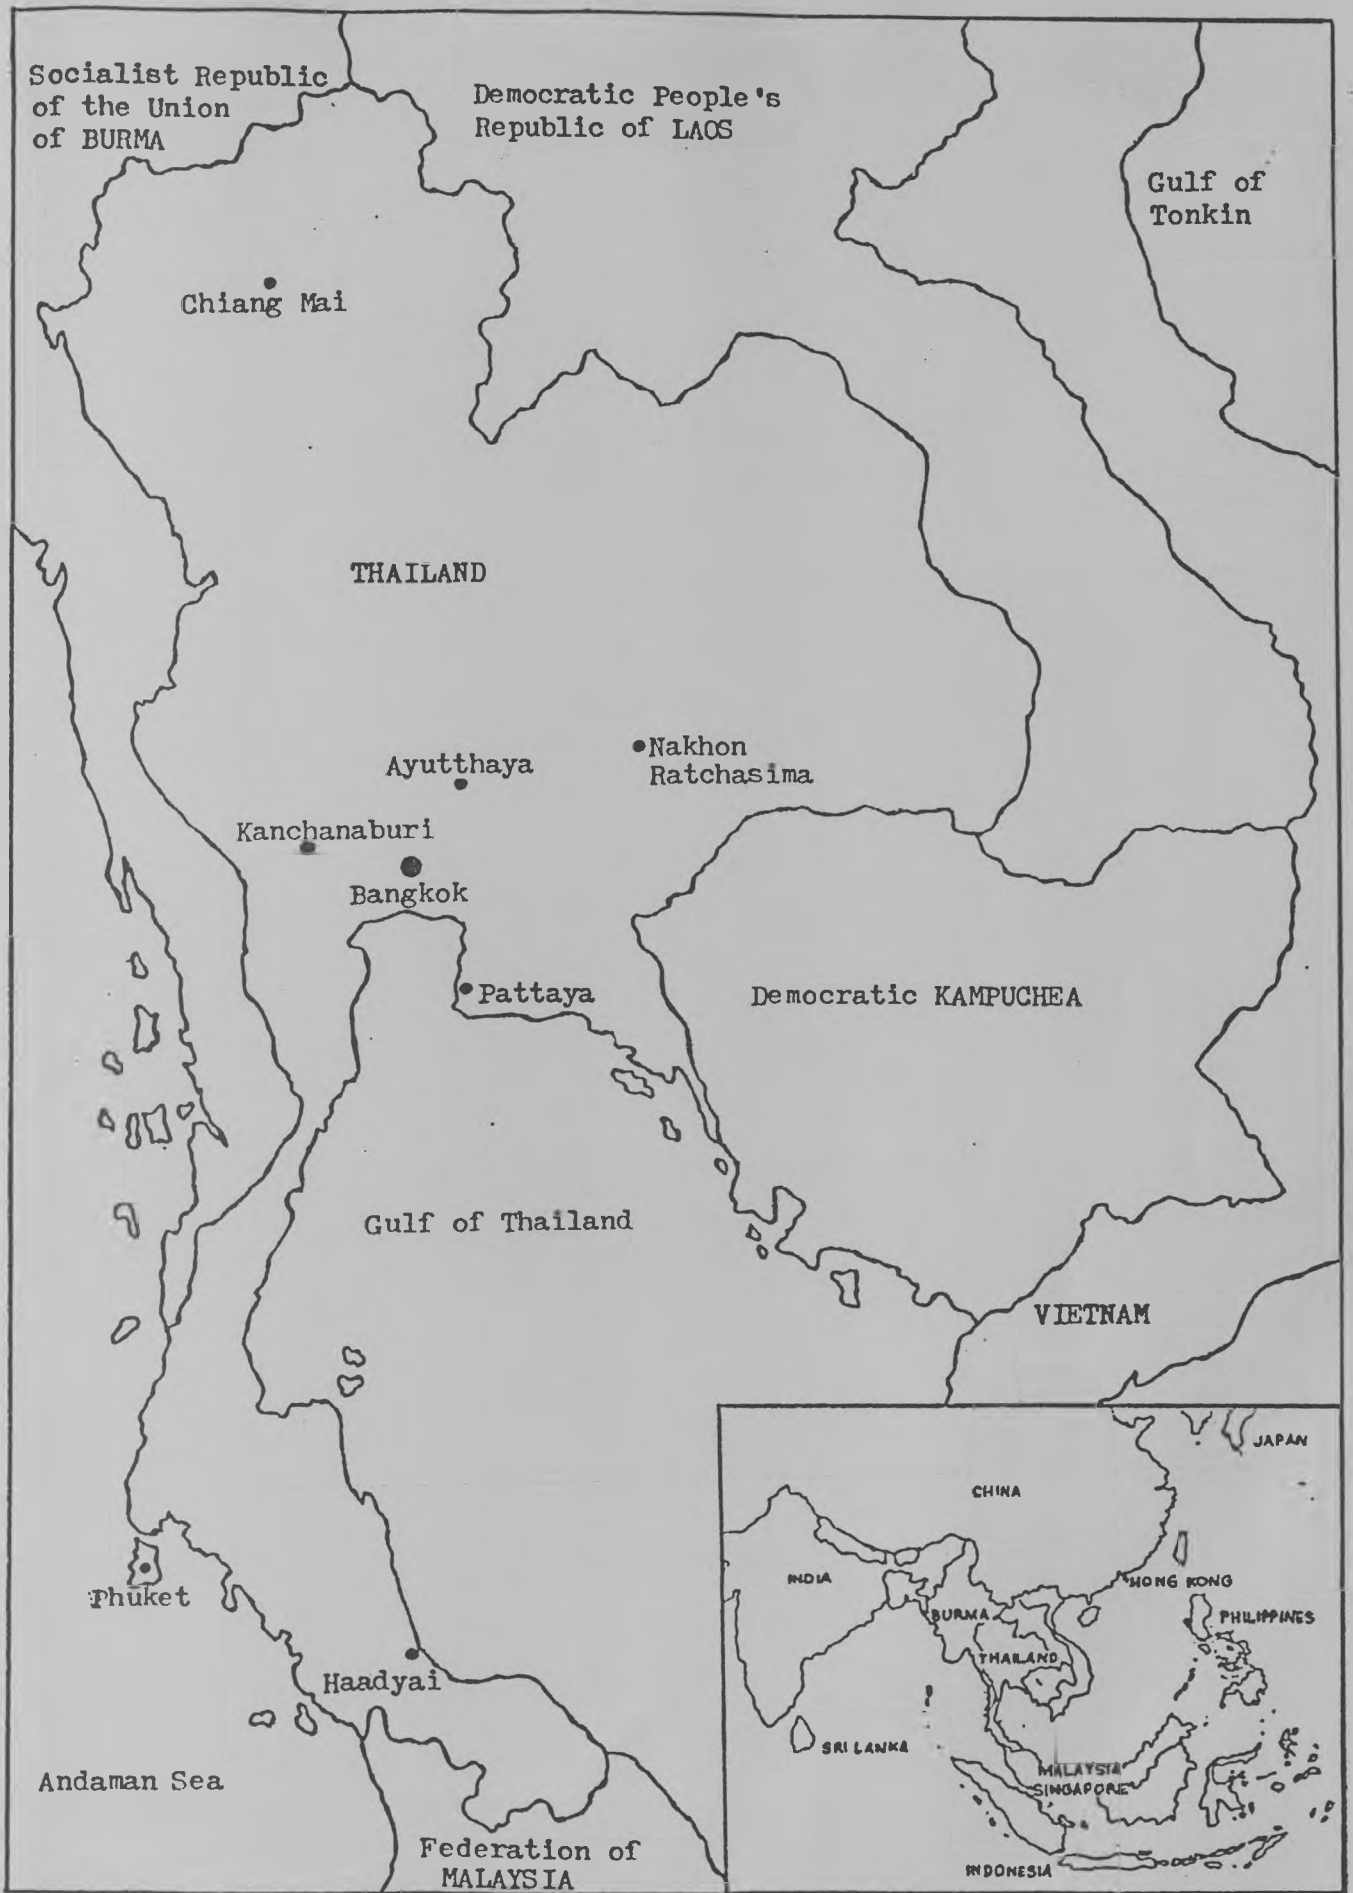 Socialist Republic
of the Union
of BURMA
Democratic People's
Republic of LAOS
Gulf of
Tonkin
Chiang Mai
THAILAND
Nakhon
Ratchasima
Ayutthaya
Kanchanaburi
Bangkok
Pattaya
Democratic KAMPUCHEA
Gulf of Thailand
VIETNAM
Phuket
Haadyai
Andaman Sea
Federation of
MALAYSIA
JAPAN
CHINA
INDIA
HONG KONG
BURMA
PHILIPPINES
THAILAND
SRI LANKA
MALAYSIA
SINGAPORE
INDONESIA